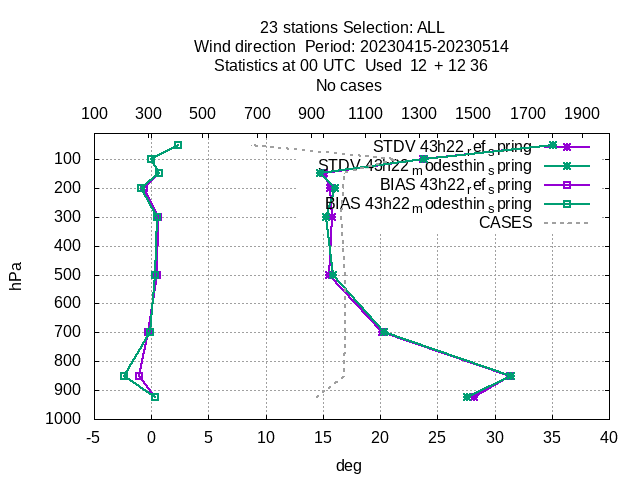 23 stations Selection: ALL
Wind direction  Period: 20230415-20230514
Statistics at 00 UTC  Used  12  + 12 36
No cases
100 300 500 700 900 1100 1300 1500 1700 1900
STDV 43h22_ref_spring
STDV 43h22_modesthin_spring
BIAS 43h22_ref_spring
BIAS 43h22_modesthin_spring
CASES
100
200
300
400
500
600
700
800
900
1000
hPa
-5 0 5 10 15 20 25 30 35 40
deg